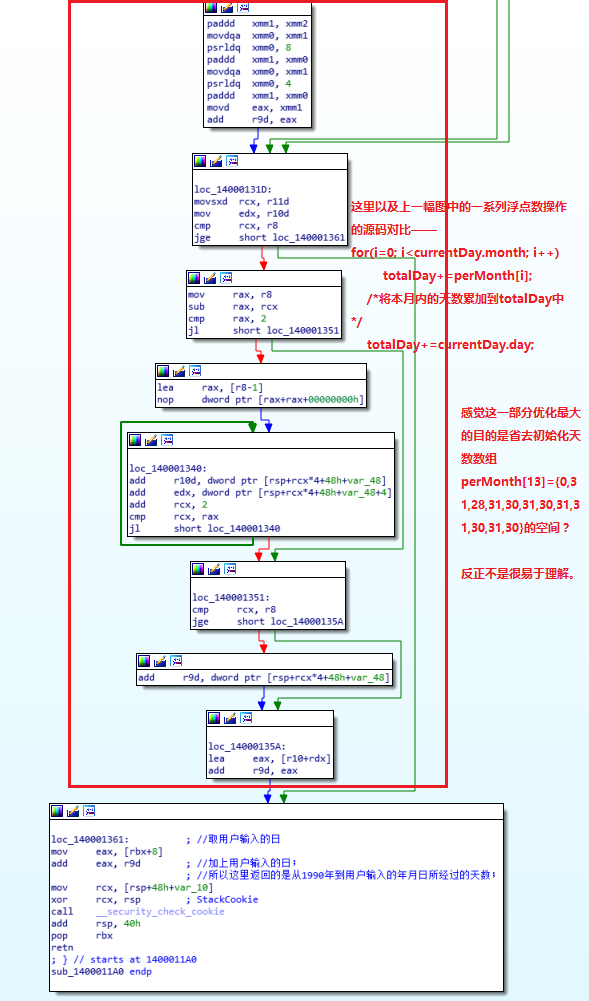 paddd xmm1, xmm2
movdqa xmm0, xmm1
psrldq xmm0, 8
paddd xmm1, xmm0
movdqa xmm0, xmm1
psrldq xmm0, 4
paddd xmm1, xmm0
movd eax, xmm1
add r9d, eax
loc_14000131D:
movsxd rcx, r11d
mov edx, r10d
cmp rcx, r8
jge short loc_140001361
这里以及上一幅图中的一系列浮点数操作
的源码对比——
for(i=0; i<currentDay.month; i++)
totalDay+=perMonth[i];
/*将本月内的天数累加到totalDay中
*/
totalDay+=currentDay.day;
mov rax, r8
sub rax, rcx
cmp rax, 2
jl short loc_140001351
lea rax, [r8-1]
nop dword ptr [rax+rax+00000000h]
感觉这一部分优化最大
的目的是省去初始化天
数数组
perMonth[13]={0,3
1,28,31,30,31,30,31,3
1,30,31,30}的空间？
反正不是很易于理解。
loc_140001340:
add r10d, dword ptr [rsp+rcx*4+48h+var_48]
add edx, dword ptr [rsp+rcx*4+48h+var_48+4]
add rcx, 2
cmp rcx, rax
jl short loc_140001340
loc_140001351:
cmp rcx, r8
jge short loc_14000135A
add r9d, dword ptr [rsp+rcx*4+48h+var_48]
loc_14000135A:
lea eax, [r10+rdx]
add r9d, eax
loc_140001361: ; //取用户输入的日
mov eax, [rbx+8]
add eax, r9d ; //加上用户输入的日；
; //所以这里返回的是从1990年到用户输入的年月日所经过的天数；
mov rcx, [rsp+48h+var_10]
xor rcx, rsp ; StackCookie
call __security_check_cookie
add rsp, 40h
pop rbx
retn
; } // starts at 1400011A0
sub_1400011A0 endp